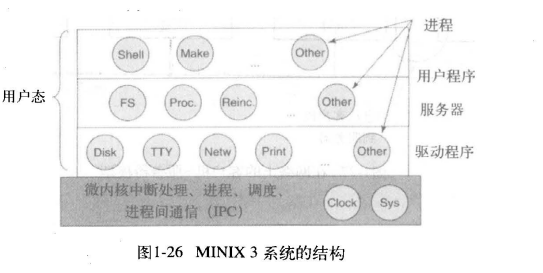 进程
Shell Make ... Other
用户程序
用户态
FS Proc. Reinc. ... Other
服务器
Disk TTY Netw Print ... Other
驱动程序
微内核中断处理、进程、调度、
进程间通信（IPC）
Clock Sys
图1-26 MINIX 3 系统的结构